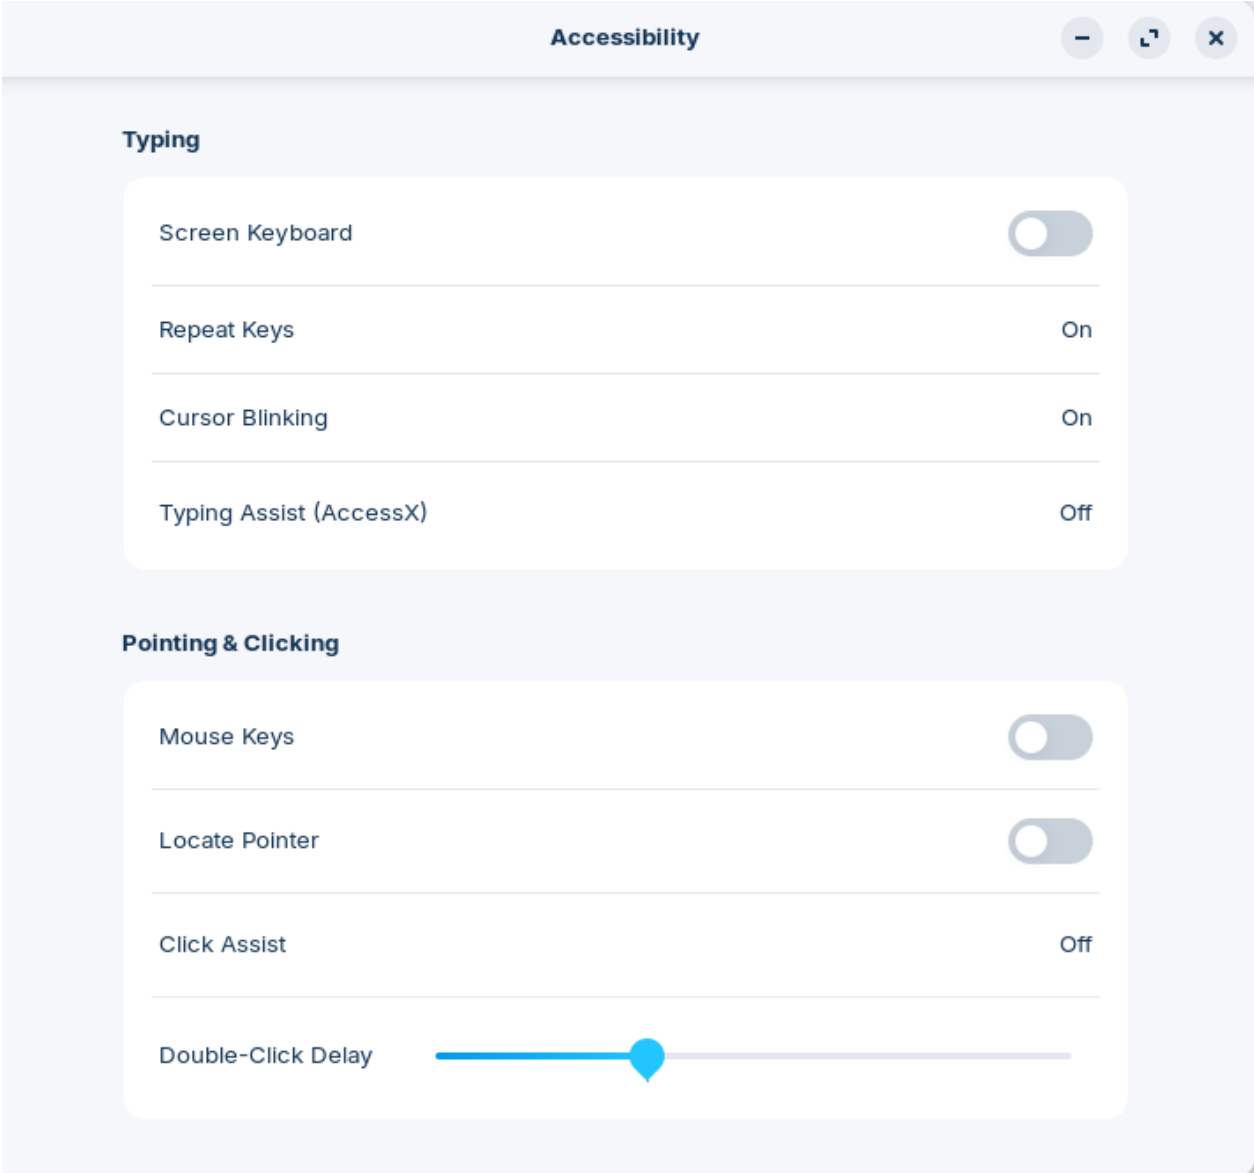 Accessibility
Typing
Screen Keyboard
Repeat Keys On
Cursor Blinking On
Typing Assist (AccessX) Off
Pointing & Clicking
Mouse Keys
Locate Pointer
Click Assist Off
Double-Click Delay